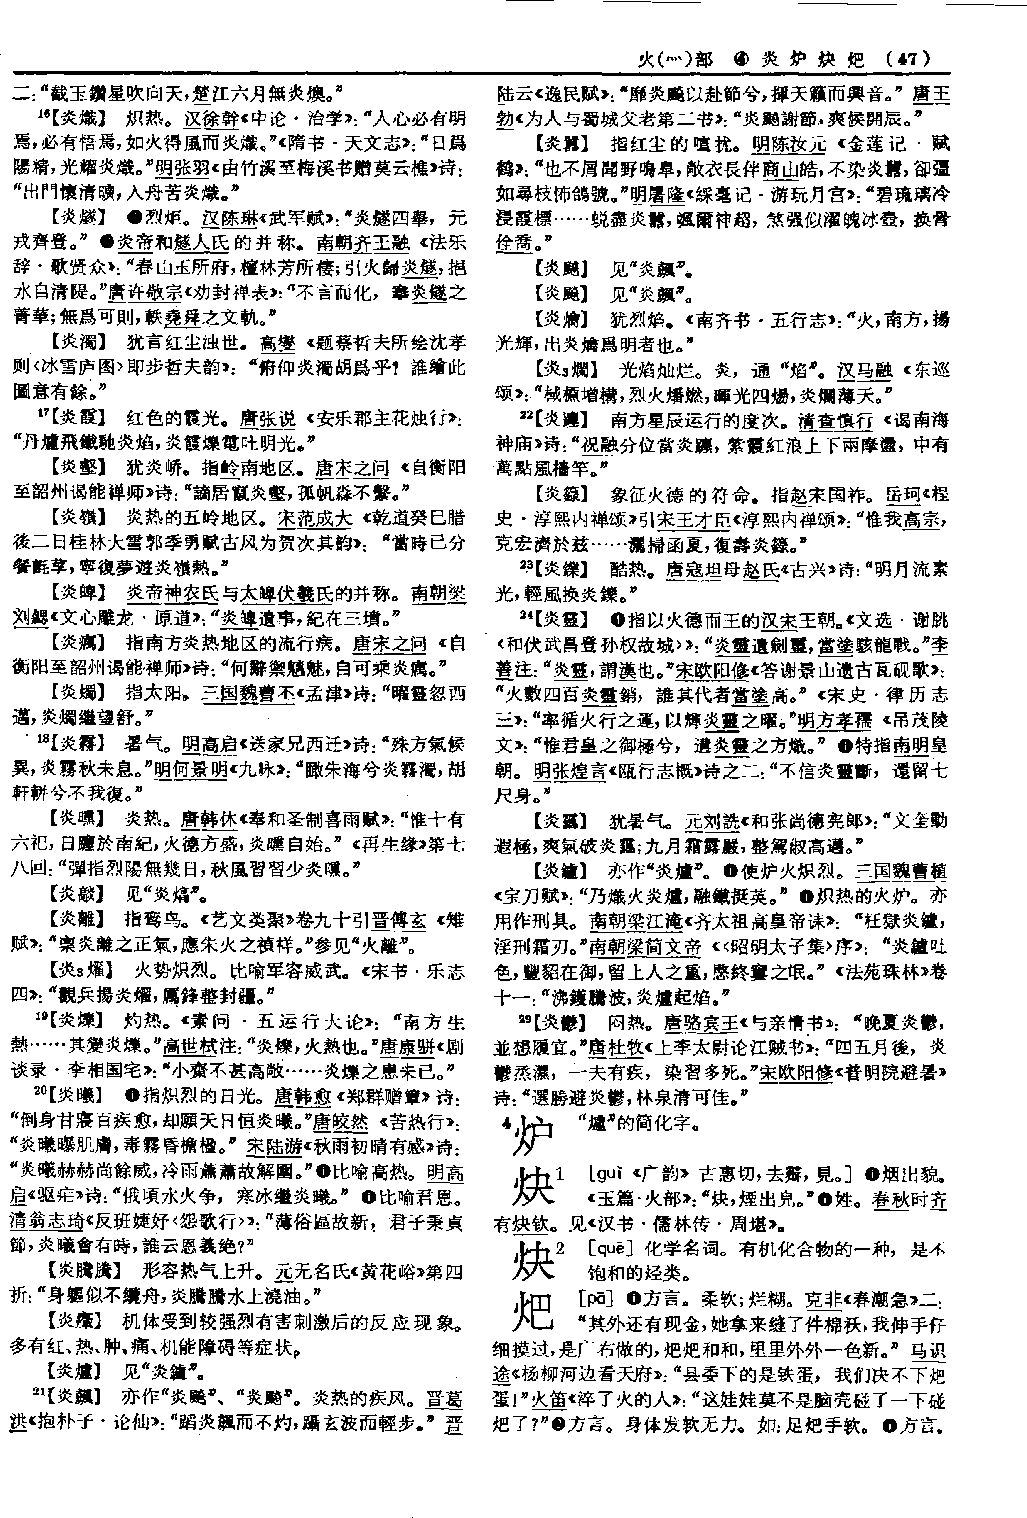 火(灬)部 ④ 炎炉炔炧 (47)
二：“截玉鑽星吹向天，楚江六月無炎燠。”
16【炎熾】 炽热。汉徐幹《中论·治学》：“人心必有明
焉，必有悟焉，如火得風而炎熾。”《隋书·天文志》：“日爲
陽精，光耀炎熾。”明张羽《由竹溪至梅溪书赠莫云樵》诗：
“出門懷清曠，入舟苦炎熾。”
【炎燧】 ❶烈炬。汉陈琳《武军赋》：“炎燧四舉，元
戎齊登。” ❷炎帝和燧人氏的并称。南朝齐王融《法乐
辞·歌贤众》：“春山玉所府，檀林芳所棲；引火歸炎燧，挹
水自清隄。”唐许敬宗《劝封禅表》：“不言而化，搴炎燧之
菁華；無爲可則，軼堯舜之文軌。”
【炎濁】 犹言红尘浊世。高燮《题蔡哲夫所绘沈孝
则〈冰雪庐图〉即步哲夫韵》：“俯仰炎濁胡爲乎？誰繪此
圖意有餘。”
17【炎霞】 红色的霞光。唐张说《安乐郡主花烛行》：
“丹爐飛鐵馳炎焰，炎霞爍電吐明光。”
【炎壑】 犹炎峤。指岭南地区。唐宋之问《自衡阳
至韶州谒能禅师》诗：“謫居竄炎壑，孤帆淼不繫。”
【炎嶺】 炎热的五岭地区。宋范成大《乾道癸巳腊
後二日桂林大雪郭季勇赋古风为贺次其韵》：“當時已分
餐氈莩，寧復夢遊炎嶺熱。”
【炎皞】 炎帝神农氏与太皞伏羲氏的并称。南朝梁
刘勰《文心雕龙·原道》：“炎皞遺事，紀在三墳。”
【炎癘】 指南方炎热地区的流行病。唐宋之问《自
衡阳至韶州谒能禅师》诗：“何辭禦魑魅，自可乘炎癘。”
【炎燭】 指太阳。三国魏曹丕《孟津》诗：“曜靈忽西
邁，炎燭繼望舒。”
18【炎霧】 暑气。明高启《送家兄西迁》诗：“殊方氣候
異，炎霧秋未息。”明何景明《九咏》：“瞰朱海兮炎霧濁，胡
軒軿兮不我復。”
【炎曛】 炎热。唐韩休《奉和圣制喜雨赋》：“惟十有
六祀，日躔於南紀，火德方盛，炎曛自始。”《再生缘》第七
八回：“彈指烈陽無幾日，秋風習習少炎曛。”
【炎歊】 见“炎熇”。
【炎離】 指鸾鸟。《艺文类聚》卷九十引晋傅玄《雉
赋》：“稟炎離之正氣，應朱火之禎祥。”参见“火離”。
【炎3燿】 火势炽烈。比喻军容威武。《宋书·乐志
四》：“觀兵揚炎燿，厲鋒整封疆。”
19【炎爍】 灼热。《素问·五运行大论》：“南方生
熱……其變炎爍。”高世栻注：“炎爍，火熱也。”唐康骈《剧
谈录·李相国宅》：“小齋不甚高敞……炎爍之患未已。”
20【炎曦】 ❶指炽烈的日光。唐韩愈《郑群赠簟》诗：
“倒身甘寢百疾愈，却願天日恒炎曦。”唐皎然《苦热行》：
“炎曦曝肌膚，毒霧昏檐楹。”宋陆游《秋雨初晴有感》诗：
“炎曦赫赫尚餘威，冷雨蕭蕭故解圍。”❷比喻高热。明高
启《驱疟》诗：“俄頃水火争，寒冰繼炎曦。” ❸比喻君恩。
清翁志琦《反班婕妤〈怨歌行〉》：“薄俗區故新，君子秉貞
節，炎曦會有時，誰云恩義絶？”
【炎騰騰】 形容热气上升。元无名氏《黄花峪》第四
折：“身軀似不纜舟，炎騰騰水上澆油。”
【炎癥】 机体受到较强烈有害刺激后的反应现象。
多有红、热、肿、痛、机能障碍等症状。
【炎爐】 见“炎鑪”。
21【炎飆】 亦作“炎飈”、“炎飇”。炎热的疾风。晋葛
洪《抱朴子·论仙》：“蹈炎飆而不灼，躡玄波而輕步。”晋
陆云《逸民赋》：“靡炎飈以赴節兮，揮天籟而興音。”唐王
勃《为人与蜀城父老第二书》：“炎飈謝節，爽候開辰。”
【炎囂】 指红尘的喧扰。明陈汝元《金莲记·赋
鹤》：“也不屑聞野鳴臯，敵衣長伴商山皓，不染炎囂，卻彊
如尋枝怖鴿號。”明屠隆《綵毫记·游玩月宫》：“碧琉璃冷
浸霞標……蜕盡炎囂，颯爾神超，煞强似濯魄冰壺，换骨
佺喬。”
【炎飈】 见“炎飆”。
【炎飇】 见“炎飆”。
【炎爚】 犹烈焰。《南齐书·五行志》：“火，南方，揚
光輝，出炎爚爲明者也。”
【炎3爛】 光焰灿烂。炎，通“焰”。汉马融《东巡
颂》：“棫槱增構，烈火燔燃，暉光四煬，炎爛薄天。”
22【炎躔】 南方星辰运行的度次。清查慎行《谒南海
神庙》诗：“祝融分位當炎躔，紫霞紅浪上下兩摩盪，中有
萬點風檣竿。”
【炎籙】 象征火德的符命。指赵宋国祚。岳珂《桯
史·淳熙内禅颂》引宋王才臣《淳熙内禅颂》：“惟我高宗，
克宏濟於兹……灑掃函夏，復壽炎籙。”
23【炎鑠】 酷热。唐寇坦母赵氏《古兴》诗：“明月流素
光，輕風换炎鑠。”
24【炎靈】 ❶指以火德而王的汉宋王朝。《文选·谢朓
〈和伏武昌登孙权故城〉》：“炎靈遺劍璽，當塗駭龍戰。”李
善注：“炎靈，謂漢也。”宋欧阳修《答谢景山遗古瓦砚歌》：
“火數四百炎靈銷，誰其代者當塗高。”《宋史·律历志
三》：“率循火行之運，以煇炎靈之曜。”明方孝孺《吊茂陵
文》：“惟君皇之御極兮，遘炎靈之方熾。” ❷特指南明皇
朝。明张煌言《瓯行志慨》诗之二：“不信炎靈斷，還留七
尺身。”
【炎靄】 犹暑气。元刘诜《和张尚德宪郎》：“文全勤
遐極，爽氣破炎靄；九月霜露嚴，整駕叔高邁。”
【炎鑪】 亦作“炎爐”。❶使炉火炽烈。三国魏曹植
《宝刀赋》：“乃熾火炎爐，融鐵挺英。” ❷炽热的火炉。亦
用作刑具。南朝梁江淹《齐太祖高皇帝诔》：“枉獄炎鑪，
淫刑霜刃。”南朝梁简文帝《〈昭明太子集〉序》：“炎鑪吐
色，豐貂在御，留上人之重，愍終窶之氓。”《法苑珠林》卷
十一：“沸鑊騰波，炎爐起焰。”
29【炎鬱】 闷热。唐骆宾王《与亲情书》：“晚夏炎鬱，
並想履宜。”唐杜牧《上李太尉论江贼书》：“四五月後，炎
鬱蒸濕，一夫有疾，染習多死。”宋欧阳修《普明院避暑》
诗：“選勝避炎鬱，林泉清可佳。”
4炉 “爐”的简化字。
炔1 [guì《广韵》古惠切，去霽，見。] ❶烟出貌。
《玉篇·火部》：“炔，煙出皃。”❷姓。春秋时齐
有炔钦。见《汉书·儒林传·周堪》。
炔2 [quē] 化学名词。有机化合物的一种，是不
饱和的烃类。
𤆵 [pā] ❶方言。柔软；烂糊。克非《春潮急》二：
“其外还有现金，她拿来缝了件棉袄，我伸手仔
细摸过，是厂布做的，𤆵𤆵和和，里里外外一色新。”马识
途《杨柳河边看天府》：“县委下的是铁蛋，我们决不下𤆵
蛋！”火笛《淬了火的人》：“这娃娃莫不是脑壳碰了一下碰
𤆵了？”❷方言。身体发软无力。如：足𤆵手软。 ❸方言。